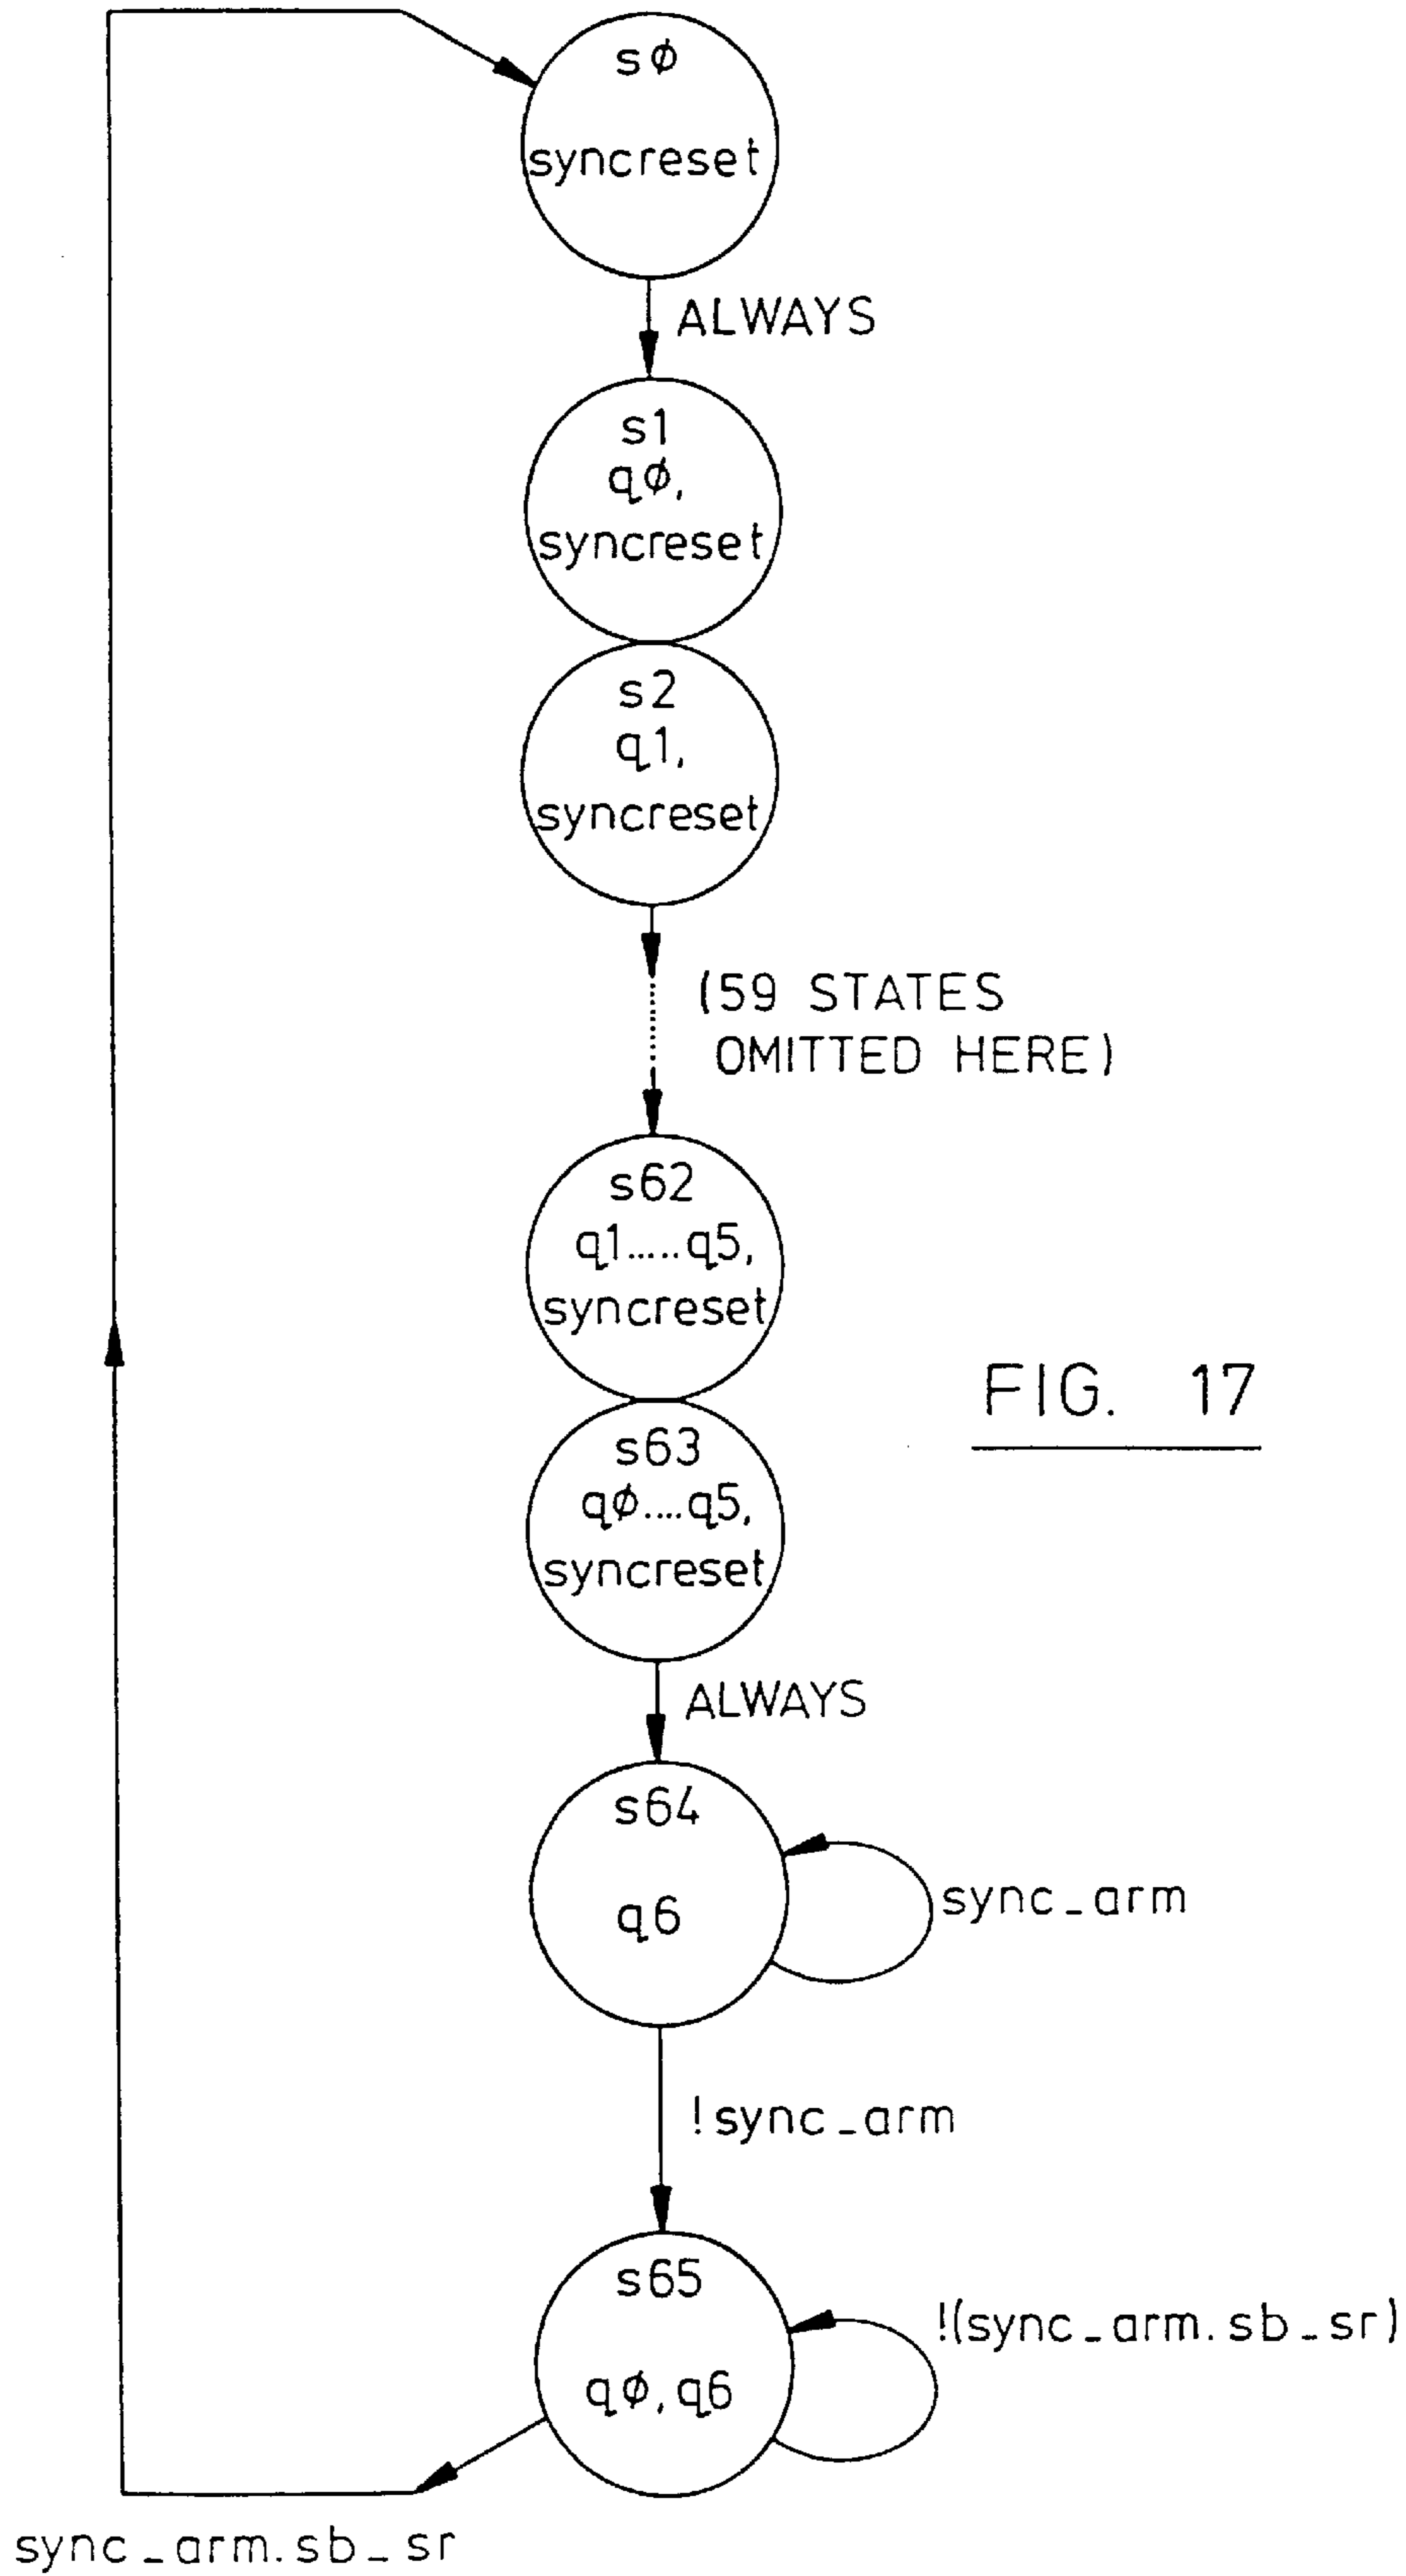 sφ
syncreset
ALWAYS
s1
qφ,
syncreset
s2
q1,
syncreset
(59 STATES
OMITTED HERE)
s62
q1.....q5,
syncreset
FIG. 17
s63
qφ....q5,
syncreset
ALWAYS
s64
q6
sync_arm
!sync_arm
s65
qφ,q6
!(sync_arm.sb_sr)
sync_arm.sb_sr